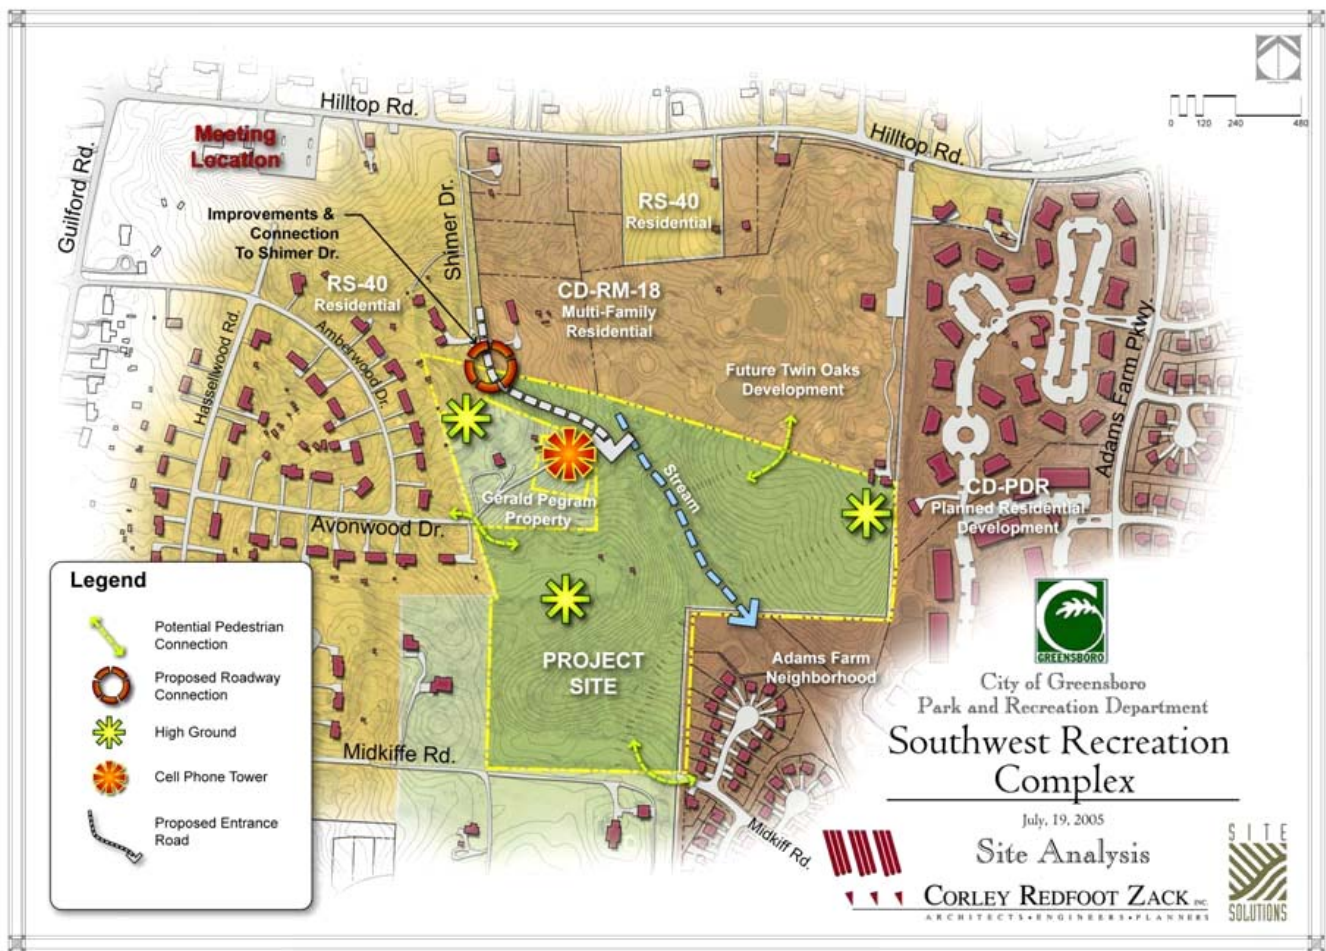 Hilltop Rd.
Hilltop Rd.
Meeting
Location
Guilford Rd.
Shimer Dr.
Improvements &
Connection
To Shimer Dr.
RS-40
Residential
RS-40
Residential
CD-RM-18
Multi-Family
Residential
Future Twin Oaks
Development
Hassellwood Rd.
Amberwood Dr.
Adams Farm Pkwy.
Stream
Gerald Pegram
Property
CD-PDR
Planned Residential
Development
Avonwood Dr.
PROJECT
SITE
Adams Farm
Neighborhood
Midkiffe Rd.
Midkiff Rd.
0 120 240 480
Legend
Potential Pedestrian
Connection
Proposed Roadway
Connection
High Ground
Cell Phone Tower
Proposed Entrance
Road
GREENSBORO
City of Greensboro
Park and Recreation Department
Southwest Recreation
Complex
July, 19, 2005
Site Analysis
CORLEY REDFOOT ZACK INC.
ARCHITECTS • ENGINEERS • PLANNERS
SITE
SOLUTIONS